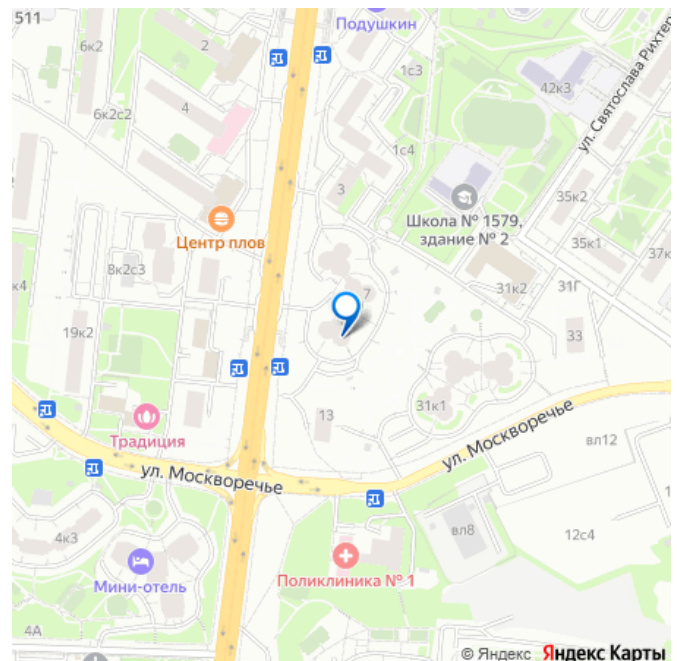 511
Подушкин
6к2
2
1с3
42к3
ул. Святослава Рихтера
6к2с2
4
1с4
3
35к2
Школа № 1579,
здание № 2
Центр плов
35к1
37к
8к2с3
7
31к2
31Г
к4
19к2
33
13
31к1
Традиция
ул. Москворечье
ул. Москворечье
вл12
вл8
12с4
4к3
Мини-отель
Поликлиника № 1
4А
© Яндекс Яндекс Карты